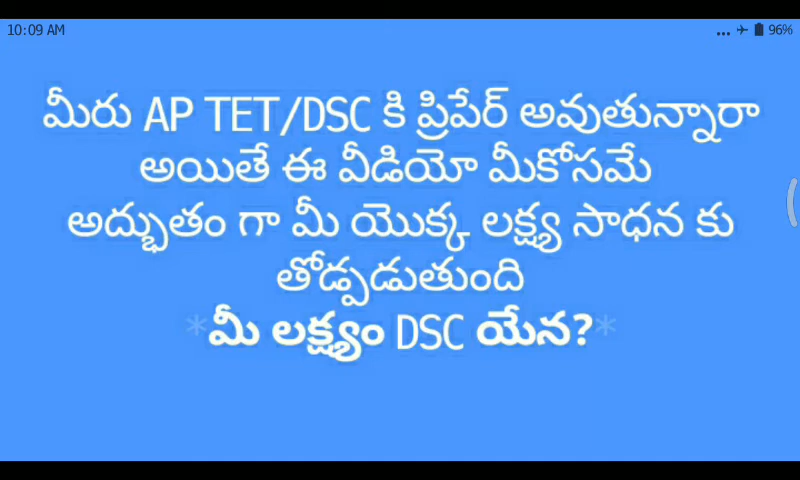 10:09 AM
... 96%
మీరు AP TET/DSC కి ప్రిపేర్ అవుతున్నారా
అయితే ఈ వీడియో మీకోసమే
అద్భుతం గా మీ యొక్క లక్ష్య సాధన కు
తోడ్పడుతుంది
*మీ లక్ష్యం DSC యేన?*